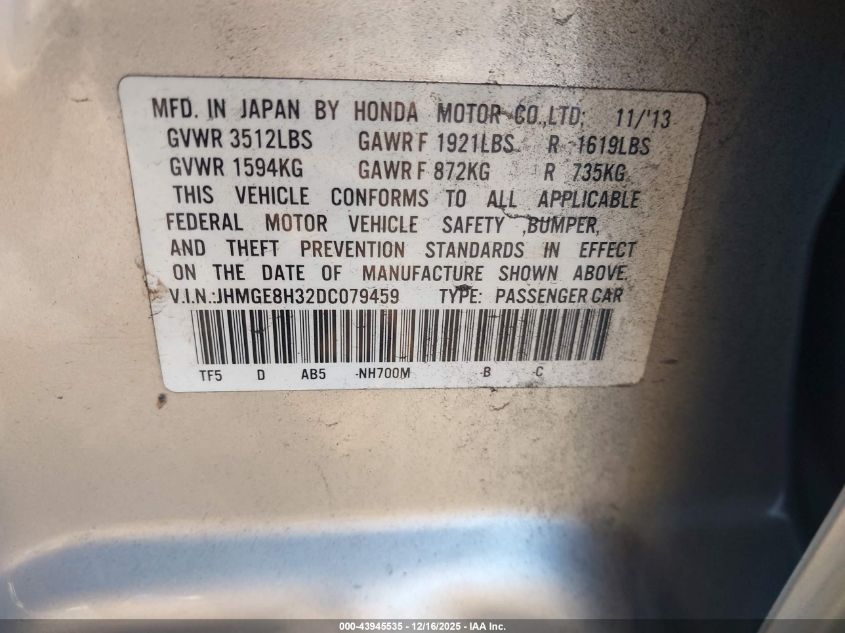 MFD. IN JAPAN BY HONDA MOTOR CO.,LTD; 11/'13
GVWR 3512LBS GAWR F 1921LBS. R 1619LBS
GVWR 1594KG GAWR F 872KG R 735KG
THIS VEHICLE CONFORMS TO ALL APPLICABLE
FEDERAL MOTOR VEHICLE SAFETY ,BUMPER,
AND THEFT PREVENTION STANDARDS IN EFFECT
ON THE DATE OF MANUFACTURE SHOWN ABOVE.
V.I.N.:JHMGE8H32DC079459 TYPE: PASSENGER CAR
TF5 D AB5 -NH700M -B -C
000-43945535 - 12/16/2025 - IAA Inc.